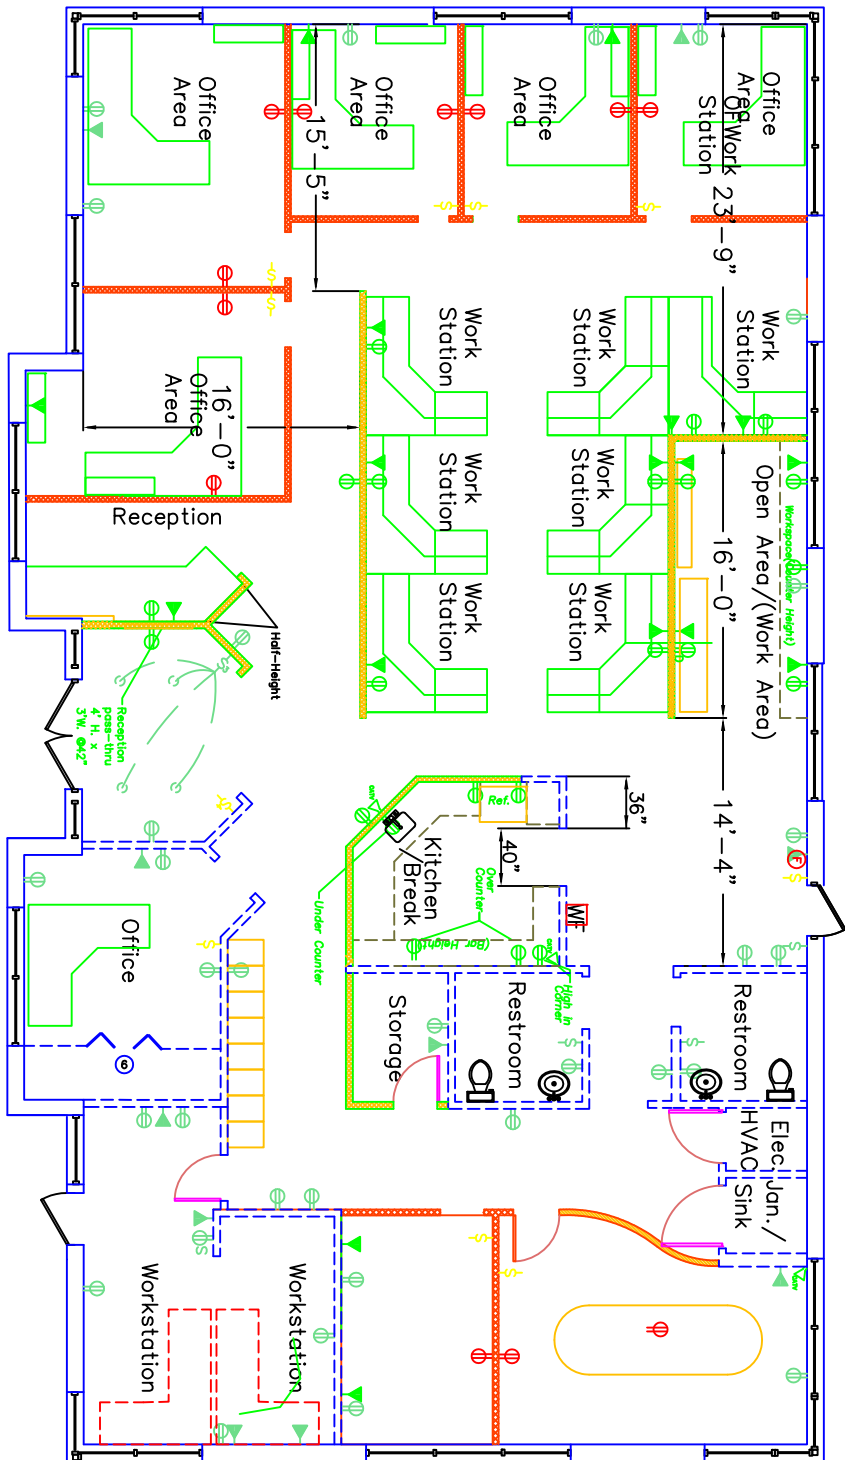 Office
Area
Office
Area
Office
Area
Office
Area
Of Work
Station
15'-5"
23'-9"
Work
Station
Work
Station
Work
Station
Office
Area
16'-0"
Work
Station
Work
Station
Open Area/(Work Area)
Workspace(Counter Height)
16'-0"
Reception
Work
Station
Work
Station
Half-Height
Reception
pass-thru
4' H. x
3'W. @42"
36"
14'-4"
Ref.
40"
Kitchen
/Break
Over
Counter
(Bar Height)
Under Counter
WF
F
High In
Corner
Office
6
Storage
Restroom
Restroom
Elec.
HVAC
Jan./
Sink
Workstation
Workstation
S
S
S
S
S
S
S
S
S
S
S
S
S
S